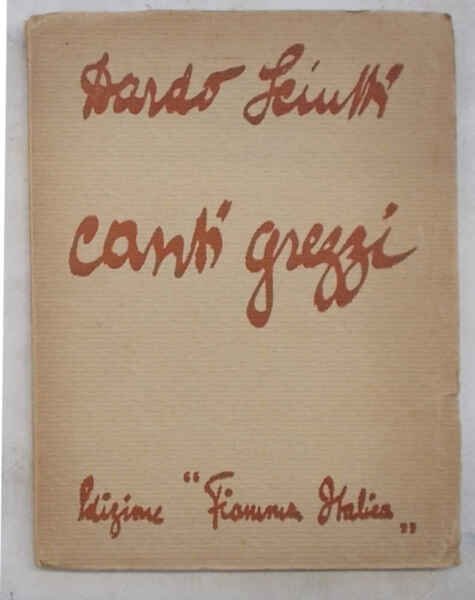 Dardo Sciutti
canti grezzi
Edizione "Fiamma Italica"